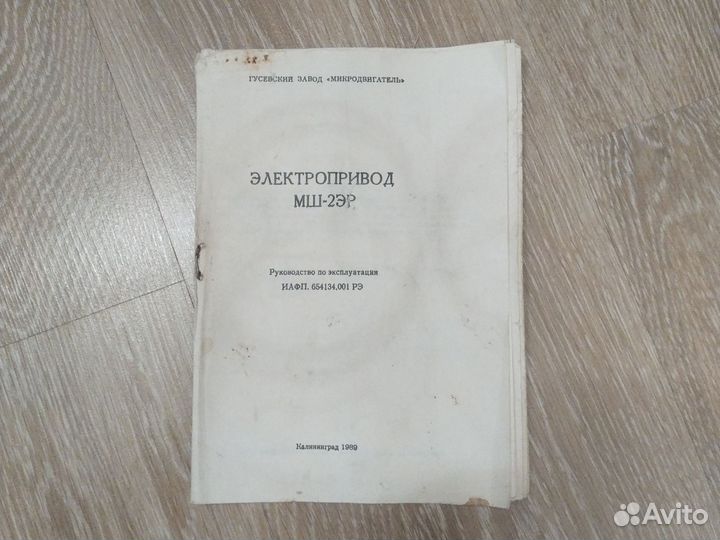 ГУСЕВСКИЙ ЗАВОД «МИКРОДВИГАТЕЛЬ»
ЭЛЕКТРОПРИВОД
МШ-2ЭР
Руководство по эксплуатации
ИАФП. 654134.001 РЭ
Калининград 1989
Avito